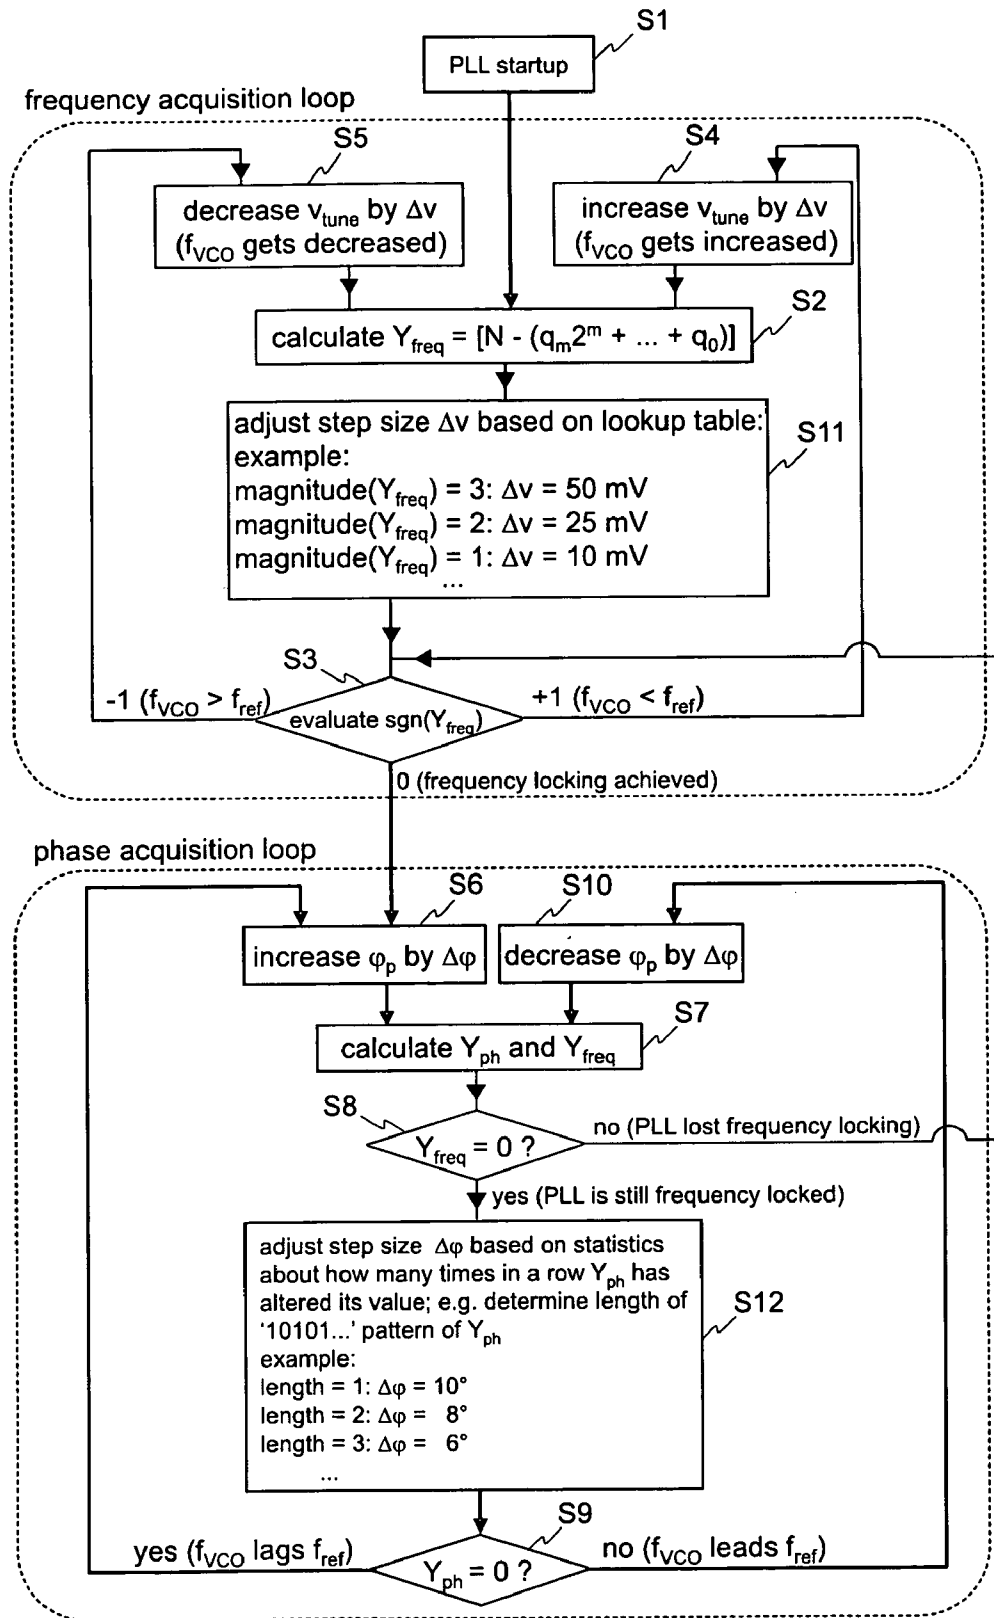 S1
PLL startup
frequency acquisition loop
S5
S4
decrease v_tune by Δv
(f_VCO gets decreased)
increase v_tune by Δv
(f_VCO gets increased)
S2
calculate Y_freq = [N - (q_m 2^m + ... + q_0)]
adjust step size Δv based on lookup table:
example:
magnitude(Y_freq) = 3: Δv = 50 mV
magnitude(Y_freq) = 2: Δv = 25 mV
magnitude(Y_freq) = 1: Δv = 10 mV
...
S11
S3
-1 (f_VCO > f_ref)
evaluate sgn(Y_freq)
+1 (f_VCO < f_ref)
0 (frequency locking achieved)
phase acquisition loop
S6
S10
increase φ_p by Δφ
decrease φ_p by Δφ
S7
calculate Y_ph and Y_freq
S8
Y_freq = 0 ?
no (PLL lost frequency locking)
yes (PLL is still frequency locked)
adjust step size Δφ based on statistics
about how many times in a row Y_ph has
altered its value; e.g. determine length of
'10101...' pattern of Y_ph
example:
length = 1: Δφ = 10°
length = 2: Δφ = 8°
length = 3: Δφ = 6°
...
S12
S9
yes (f_VCO lags f_ref)
Y_ph = 0 ?
no (f_VCO leads f_ref)